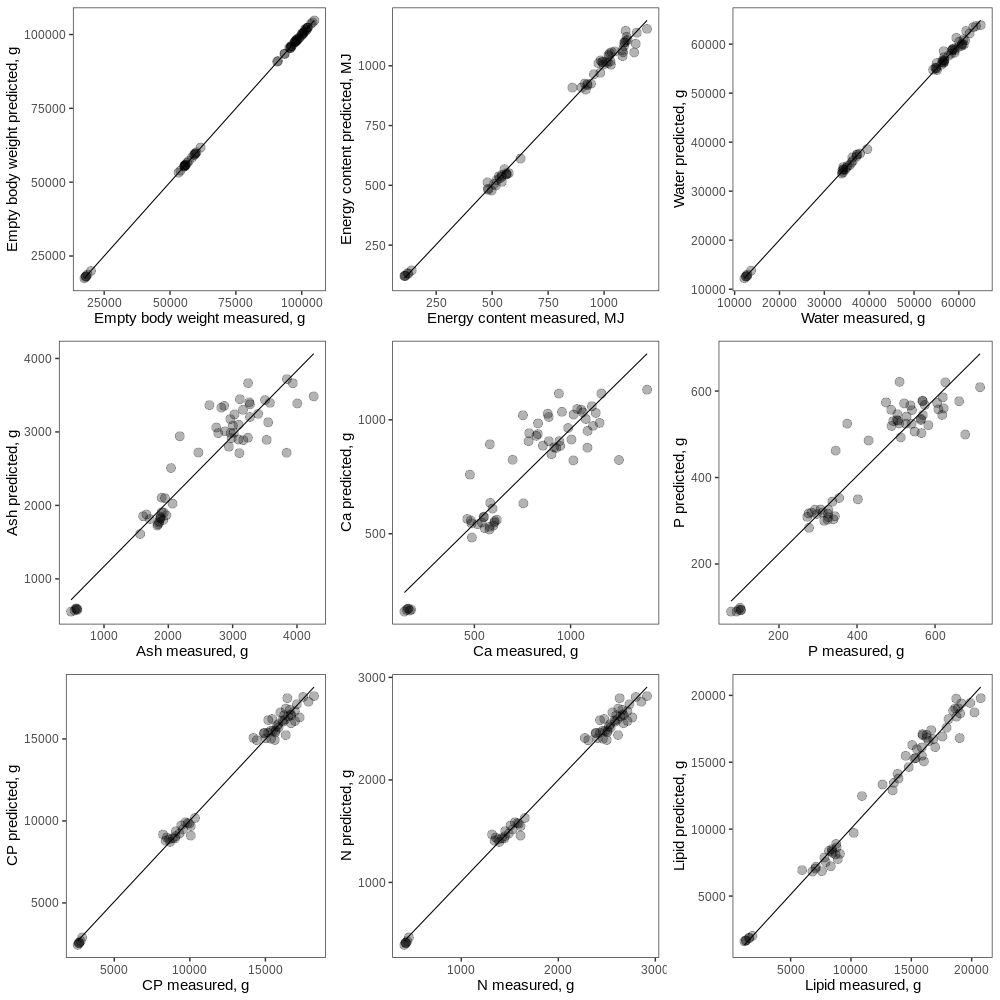 Empty body weight predicted, g
100000
75000
50000
25000
25000 50000 75000 100000
Empty body weight measured, g
Energy content predicted, MJ
1000
750
500
250
250 500 750 1000
Energy content measured, MJ
Water predicted, g
60000
50000
40000
30000
20000
10000
10000 20000 30000 40000 50000 60000
Water measured, g
Ash predicted, g
4000
3000
2000
1000
1000 2000 3000 4000
Ash measured, g
Ca predicted, g
1000
500
500 1000
Ca measured, g
P predicted, g
600
400
200
200 400 600
P measured, g
CP predicted, g
15000
10000
5000
5000 10000 15000
CP measured, g
N predicted, g
3000
2000
1000
1000 2000 3000
N measured, g
Lipid predicted, g
20000
15000
10000
5000
5000 10000 15000 20000
Lipid measured, g